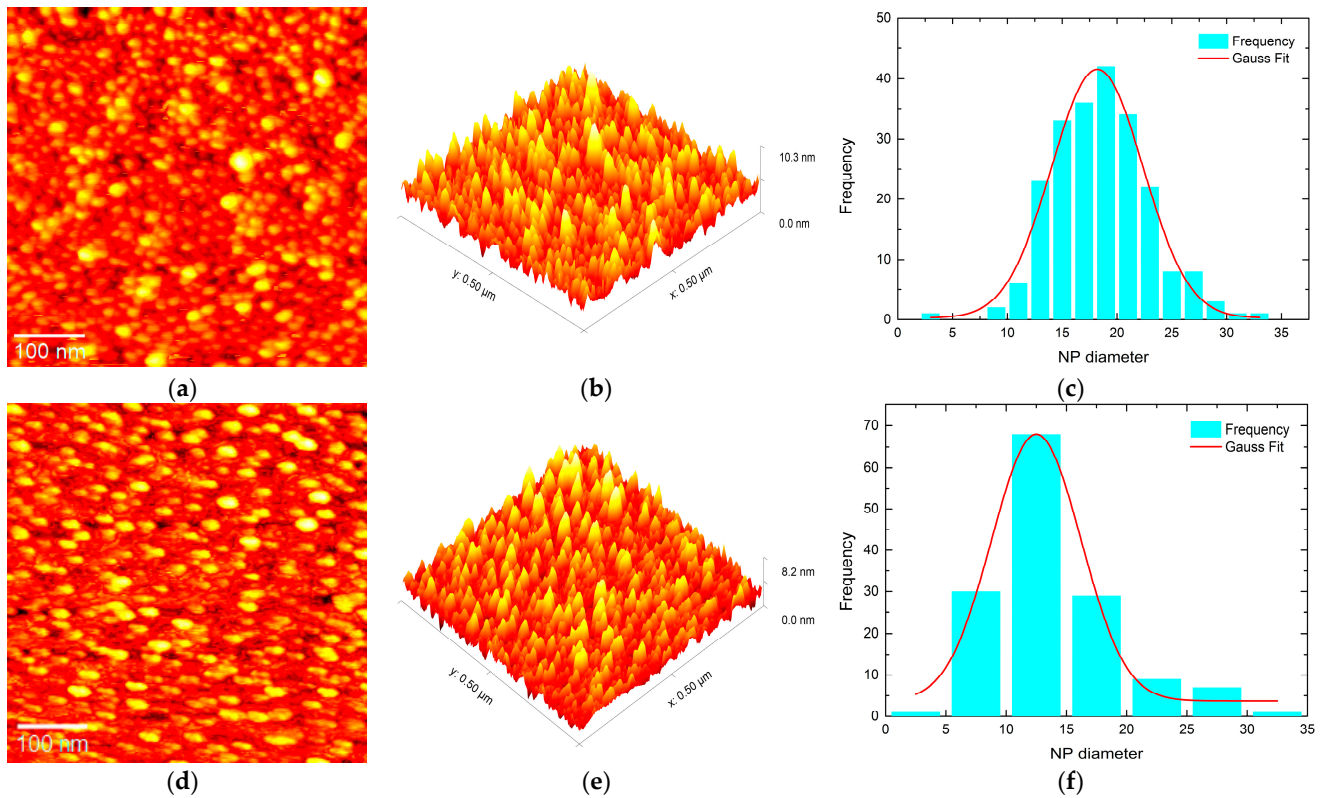 100 nm
(a)
10.3 nm
0.0 nm
y: 0.50 µm
x: 0.50 µm
(b)
50
40
30
20
10
0
Frequency
Frequency
Gauss Fit
0 5 10 15 20 25 30 35
NP diameter
(c)
100 nm
(d)
8.2 nm
0.0 nm
y: 0.50 µm
x: 0.50 µm
(e)
70
60
50
40
30
20
10
0
Frequency
Frequency
Gauss Fit
0 5 10 15 20 25 30 35
NP diameter
(f)